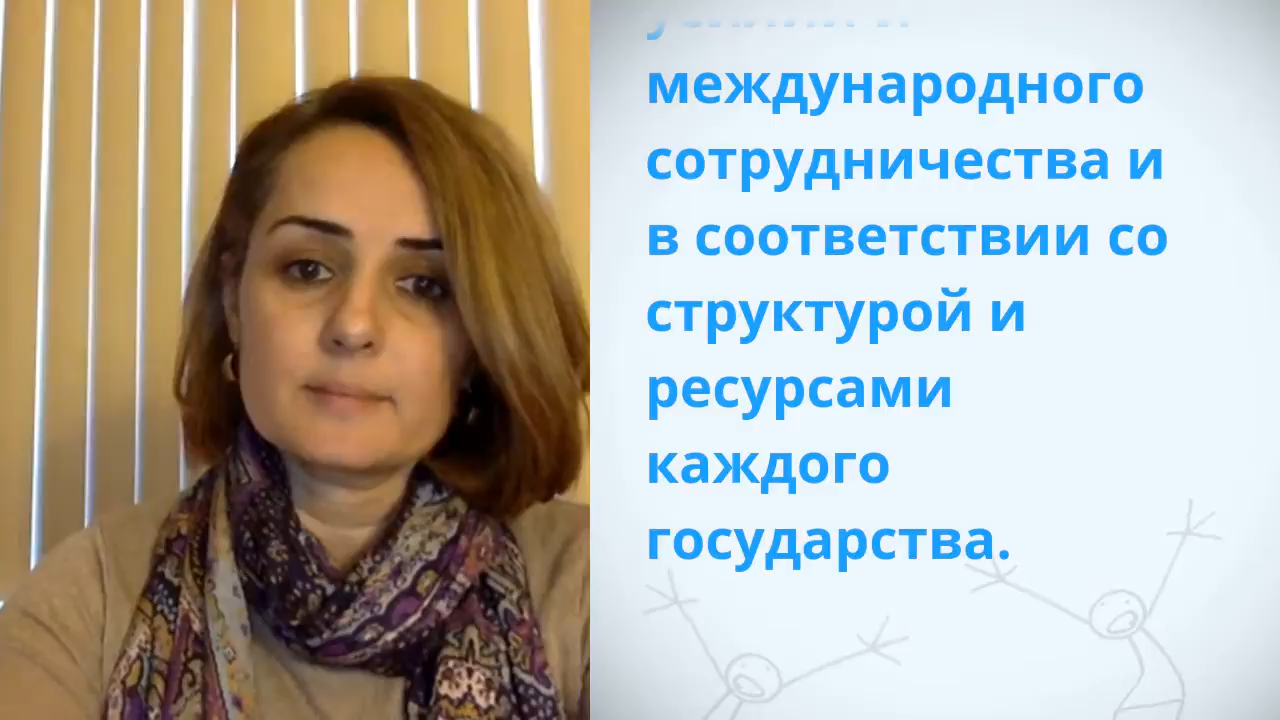 международного
сотрудничества и
в соответствии со
структурой и
ресурсами
каждого
государства.